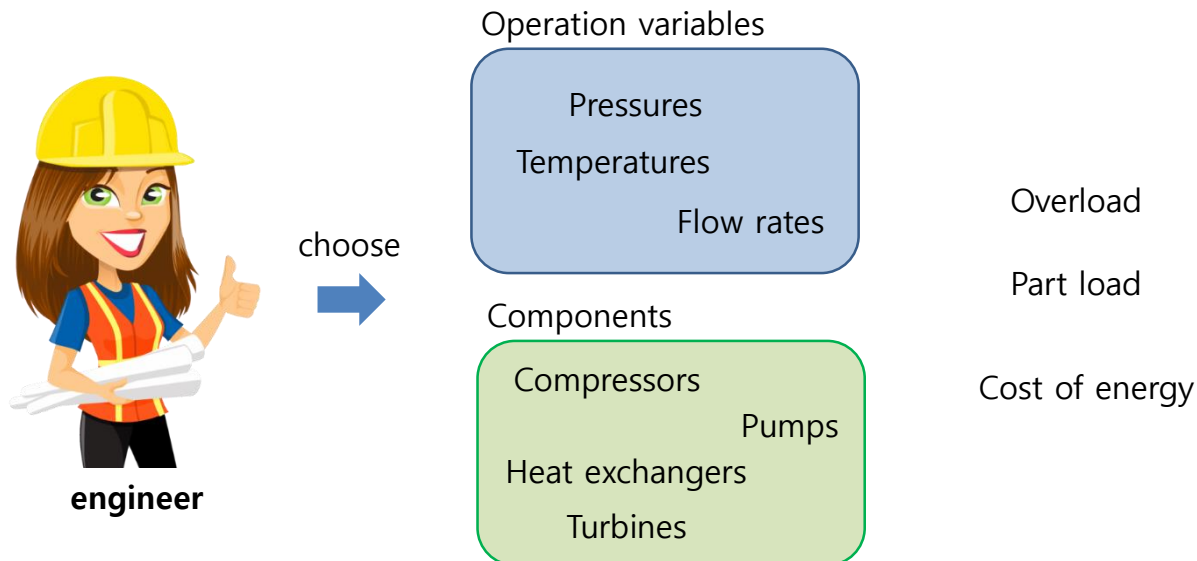 Operation variables
Pressures
Temperatures
Flow rates
choose
engineer
Components
Compressors
Pumps
Heat exchangers
Turbines
Overload
Part load
Cost of energy